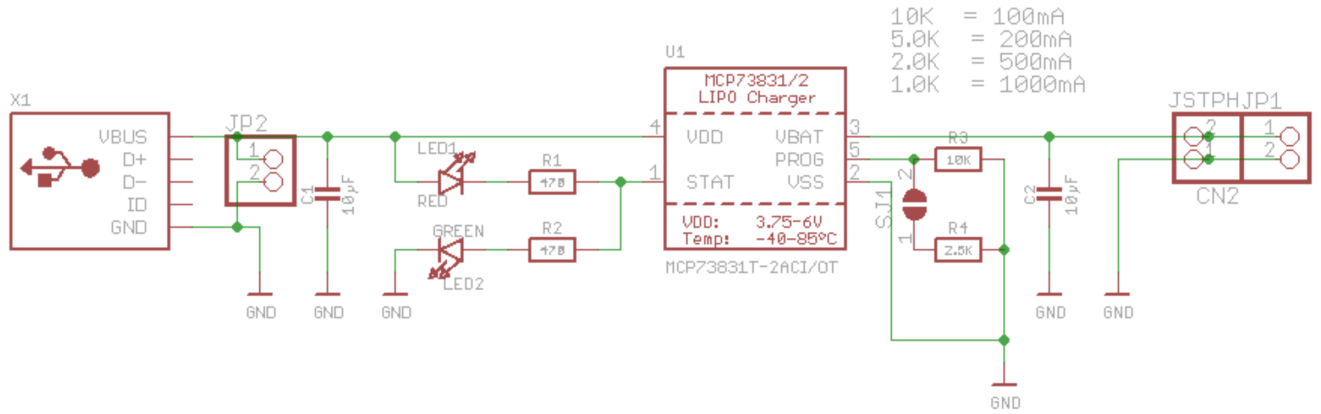 10K = 100mA
5.0K = 200mA
2.0K = 500mA
1.0K = 1000mA
X1
VBUS
D+
D-
ID
GND
JP2
1
2
GND
C1
10µF
GND
LED1
RED
R1
470
GREEN
LED2
R2
470
GND
U1
MCP73831/2
LIPO Charger
4 VDD VBAT 3
PROG 5
1 STAT VSS 2
VDD: 3.75-6V
Temp: -40-85ºC
MCP73831T-2ACI/OT
R3
10K
2
SJ1
1
R4
2.5K
GND
C2
10µF
GND
GND
JSTPH JP1
2 1
1 2
CN2